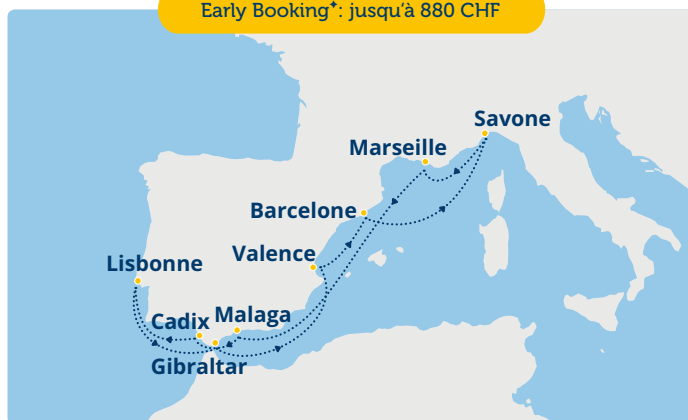 Early Booking✦: jusqu'à 880 CHF
Savone
Marseille
Barcelone
Valence
Lisbonne
Malaga
Cadix
Gibraltar